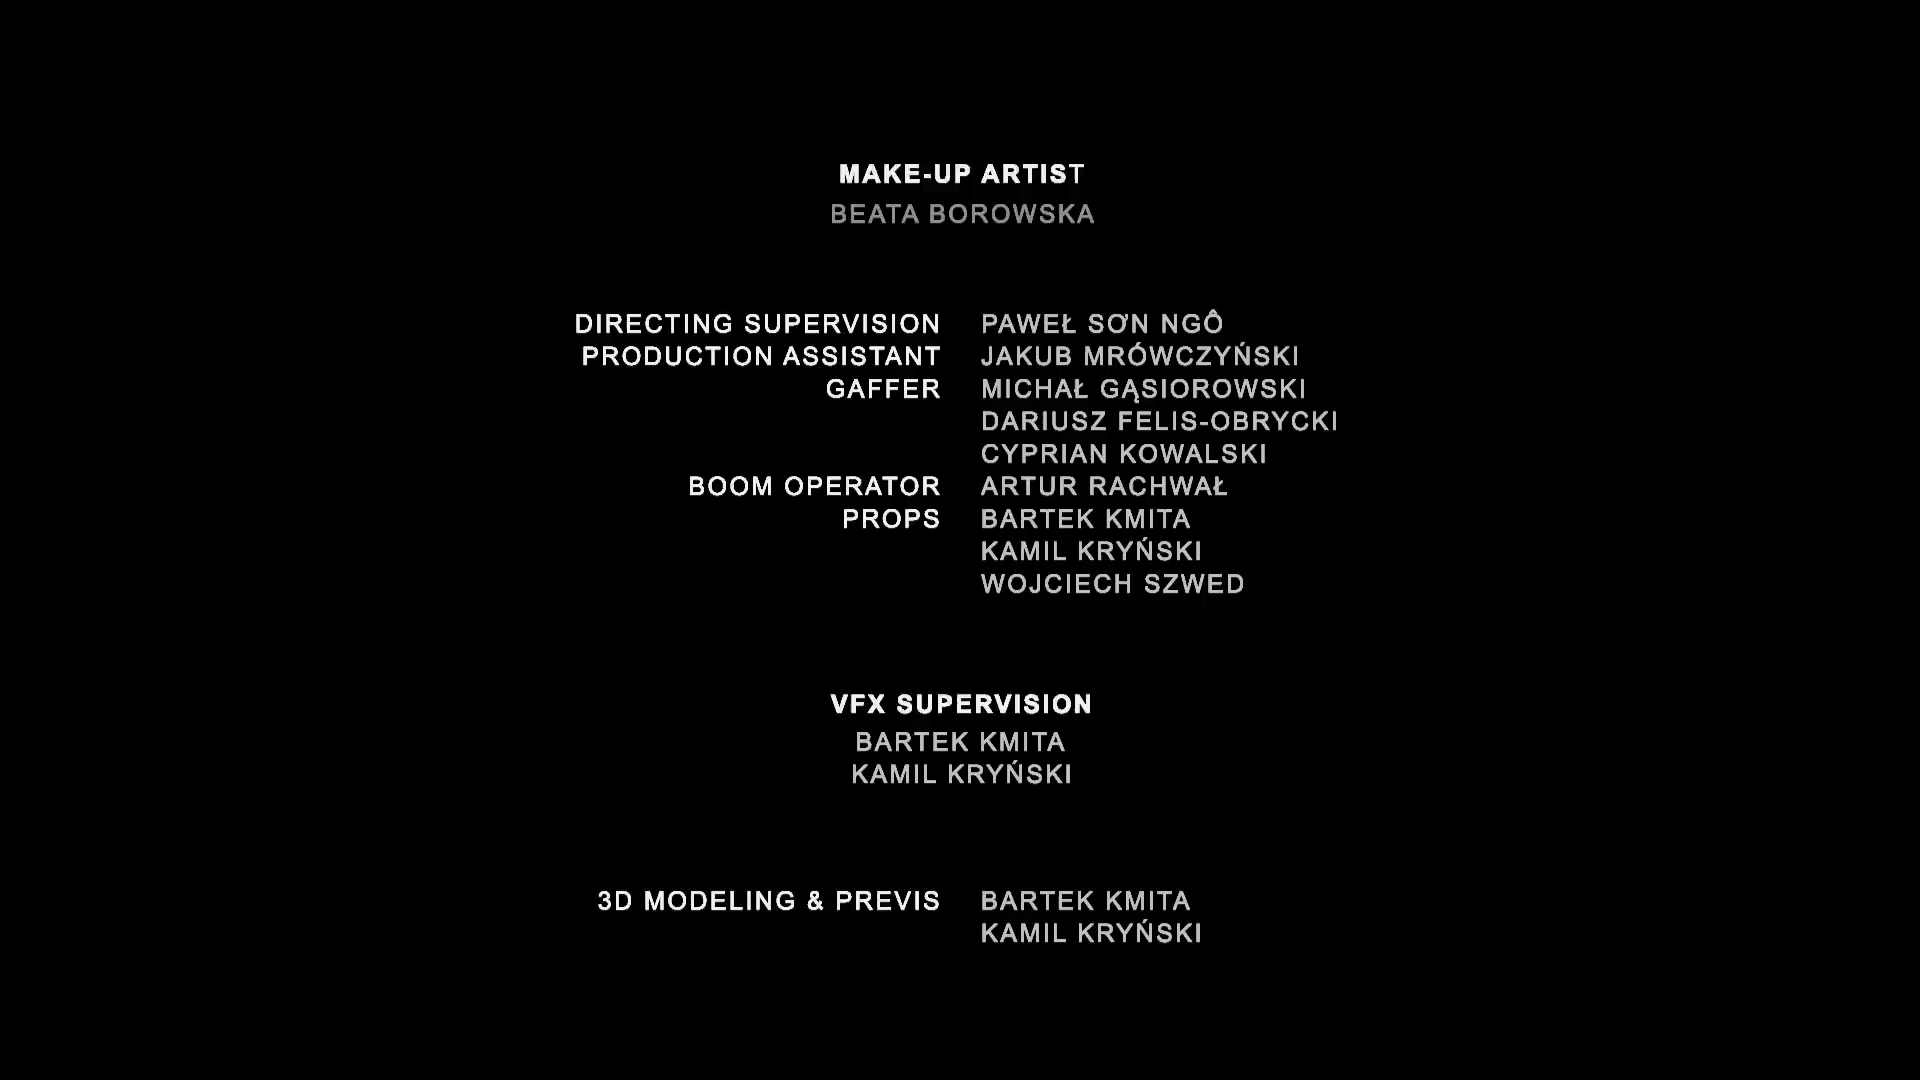 MAKE-UP ARTIST
BEATA BOROWSKA
DIRECTING SUPERVISION PAWEŁ SƠN NGÔ
PRODUCTION ASSISTANT JAKUB MRÓWCZYŃSKI
GAFFER MICHAŁ GĄSIOROWSKI
DARIUSZ FELIS-OBRYCKI
CYPRIAN KOWALSKI
BOOM OPERATOR ARTUR RACHWAŁ
PROPS BARTEK KMITA
KAMIL KRYŃSKI
WOJCIECH SZWED
VFX SUPERVISION
BARTEK KMITA
KAMIL KRYŃSKI
3D MODELING & PREVIS BARTEK KMITA
KAMIL KRYŃSKI